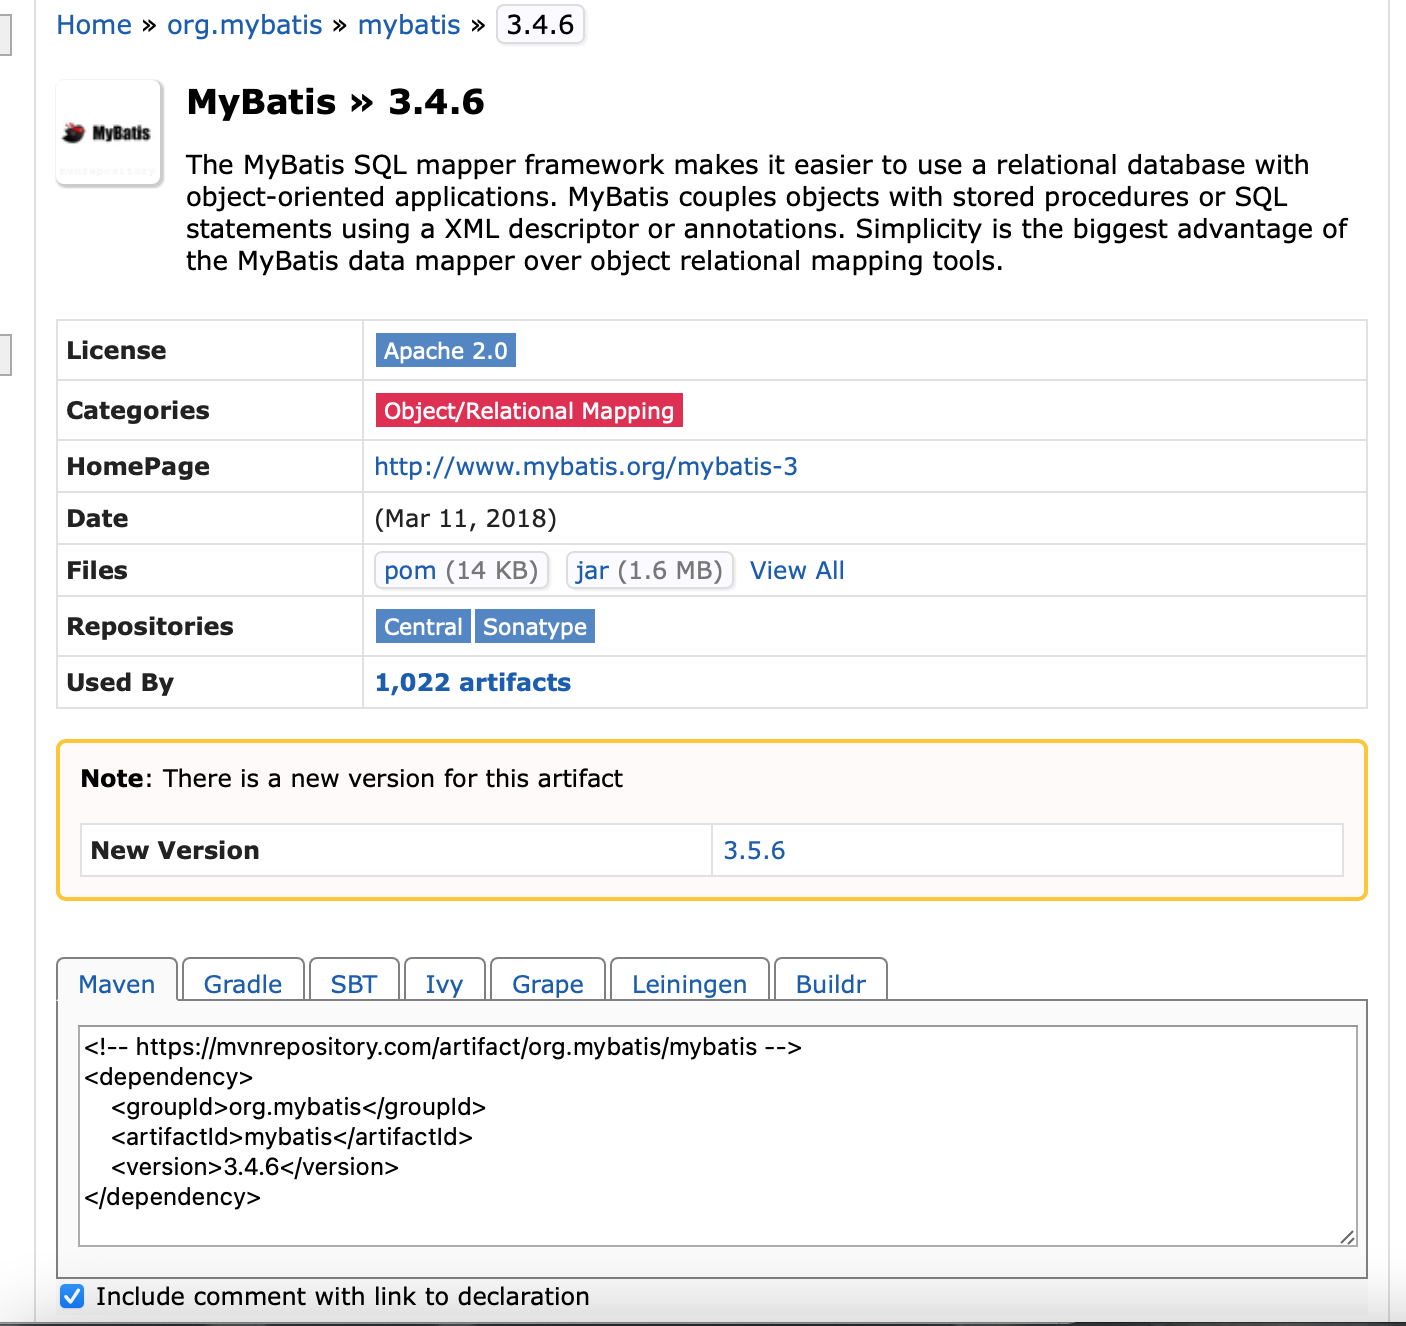 Home » org.mybatis » mybatis » 3.4.6
MyBatis » 3.4.6
MyBatis
mvnrepository
The MyBatis SQL mapper framework makes it easier to use a relational database with
object-oriented applications. MyBatis couples objects with stored procedures or SQL
statements using a XML descriptor or annotations. Simplicity is the biggest advantage of
the MyBatis data mapper over object relational mapping tools.
License Apache 2.0
Categories Object/Relational Mapping
HomePage http://www.mybatis.org/mybatis-3
Date (Mar 11, 2018)
Files pom (14 KB) jar (1.6 MB) View All
Repositories Central Sonatype
Used By 1,022 artifacts
Note: There is a new version for this artifact
New Version 3.5.6
Maven Gradle SBT Ivy Grape Leiningen Buildr
<!-- https://mvnrepository.com/artifact/org.mybatis/mybatis -->
<dependency>
    <groupId>org.mybatis</groupId>
    <artifactId>mybatis</artifactId>
    <version>3.4.6</version>
</dependency>
Include comment with link to declaration